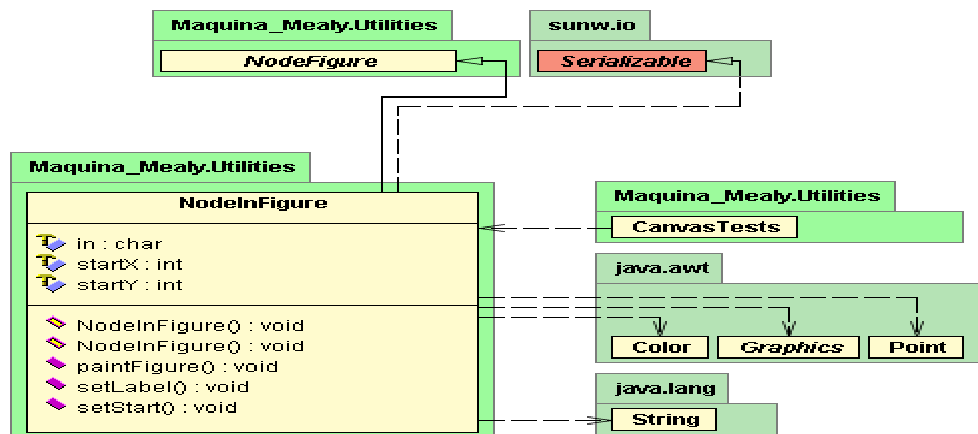 Maquina_Mealy.Utilities
NodeFigure
sunw.io
Serializable
Maquina_Mealy.Utilities
NodeInFigure
in : char
startX : int
startY : int
NodeInFigure() : void
NodeInFigure() : void
paintFigure() : void
setLabel() : void
setStart() : void
Maquina_Mealy.Utilities
CanvasTests
java.awt
Color
Graphics
Point
java.lang
String